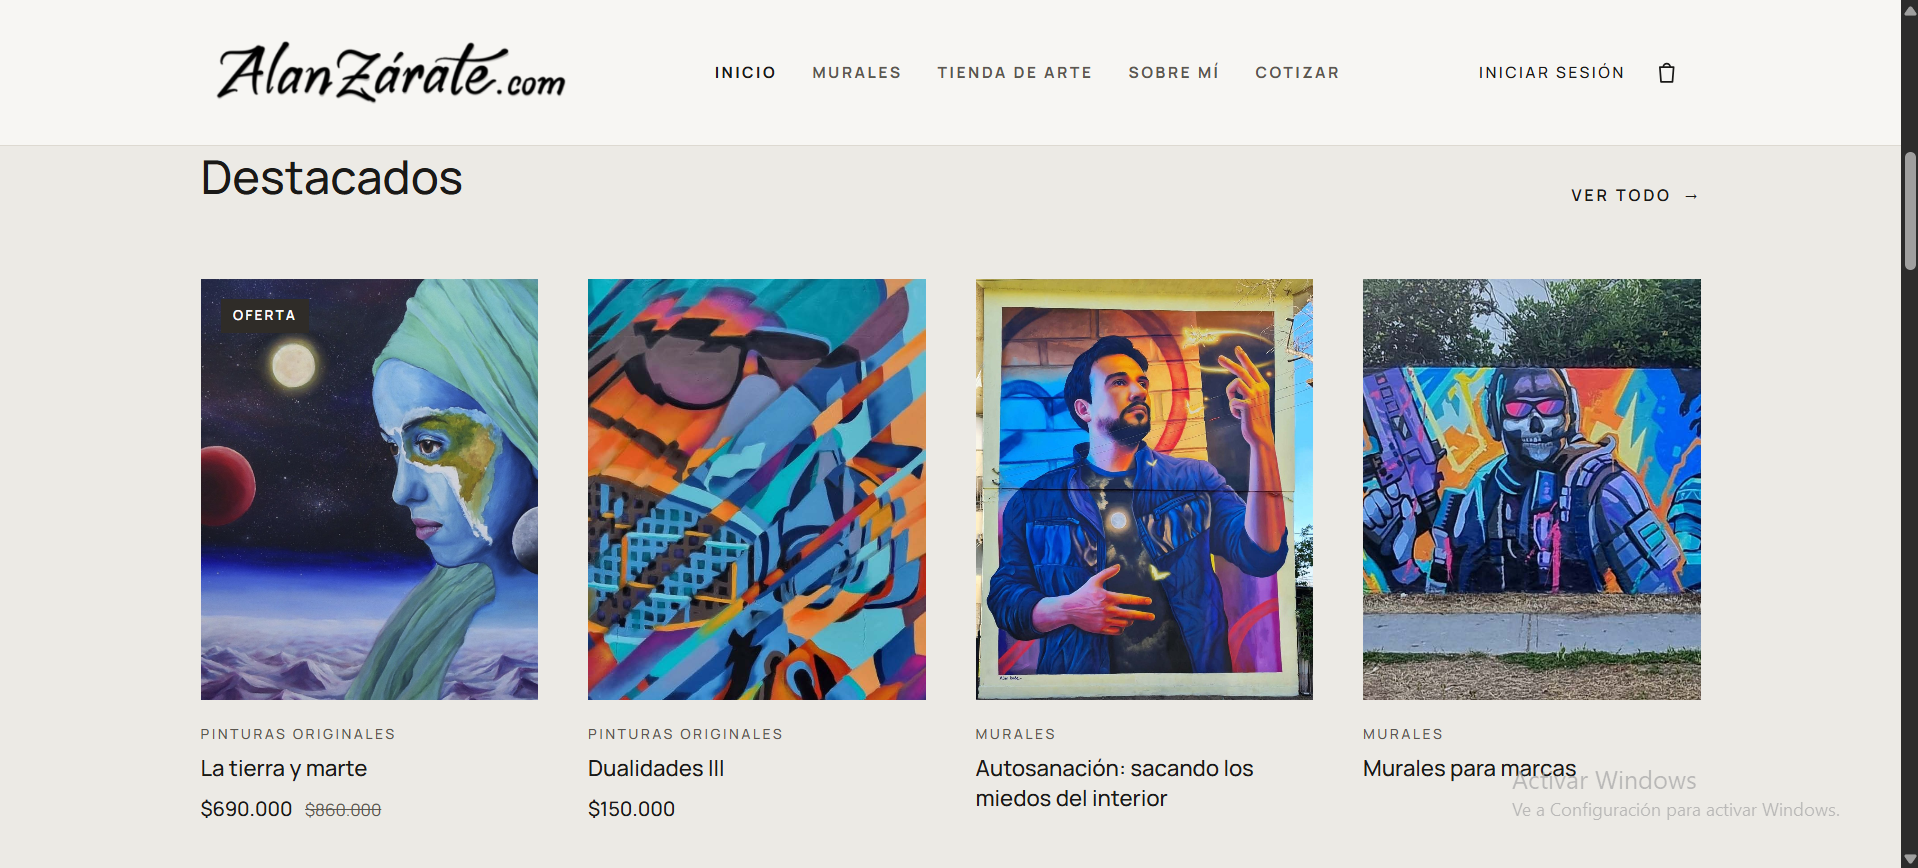 AlanZárate.com
INICIO
MURALES
TIENDA DE ARTE
SOBRE MÍ
COTIZAR
INICIAR SESIÓN
Destacados
VER TODO →
OFERTA
PINTURAS ORIGINALES
La tierra y marte
$690.000 $860.000
PINTURAS ORIGINALES
Dualidades III
$150.000
MURALES
Autosanación: sacando los
miedos del interior
MURALES
Murales para marcas
Activar Windows
Ve a Configuración para activar Windows.